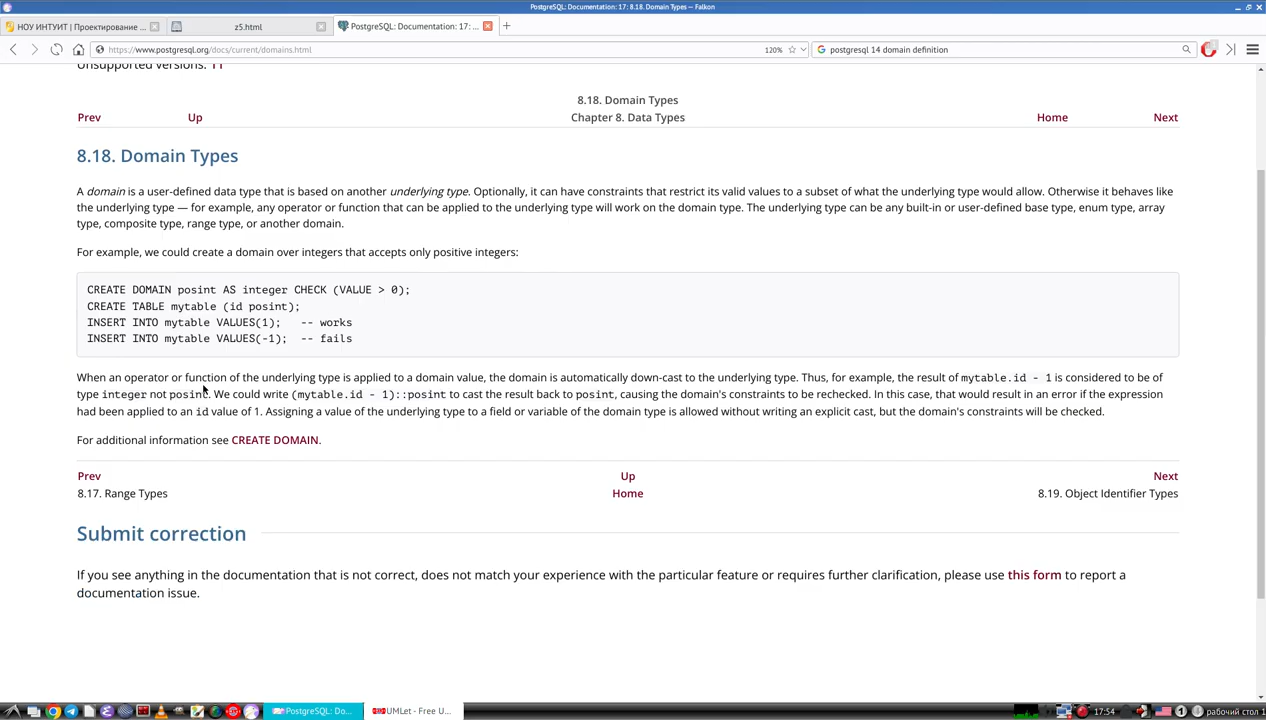 PostgreSQL: Documentation: 17: 8.18. Domain Types — Falkon
НОУ ИНТУИТ | Проектирование ...
z5.html
PostgreSQL: Documentation: 17: ...
https://www.postgresql.org/docs/current/domains.html
120%
postgresql 14 domain definition
Unsupported versions: 11
8.18. Domain Types
Prev
Up
Chapter 8. Data Types
Home
Next
8.18. Domain Types
A domain is a user-defined data type that is based on another underlying type. Optionally, it can have constraints that restrict its valid values to a subset of what the underlying type would allow. Otherwise it behaves like
the underlying type — for example, any operator or function that can be applied to the underlying type will work on the domain type. The underlying type can be any built-in or user-defined base type, enum type, array
type, composite type, range type, or another domain.
For example, we could create a domain over integers that accepts only positive integers:
CREATE DOMAIN posint AS integer CHECK (VALUE > 0);
CREATE TABLE mytable (id posint);
INSERT INTO mytable VALUES(1);   -- works
INSERT INTO mytable VALUES(-1);  -- fails
When an operator or function of the underlying type is applied to a domain value, the domain is automatically down-cast to the underlying type. Thus, for example, the result of mytable.id - 1 is considered to be of
type integer not posint. We could write (mytable.id - 1)::posint to cast the result back to posint, causing the domain's constraints to be rechecked. In this case, that would result in an error if the expression
had been applied to an id value of 1. Assigning a value of the underlying type to a field or variable of the domain type is allowed without writing an explicit cast, but the domain's constraints will be checked.
For additional information see CREATE DOMAIN.
Prev
Up
Next
8.17. Range Types
Home
8.19. Object Identifier Types
Submit correction
If you see anything in the documentation that is not correct, does not match your experience with the particular feature or requires further clarification, please use this form to report a
documentation issue.
PostgreSQL: Do...
UMLet - Free U...
17:54
1
рабочий стол 1